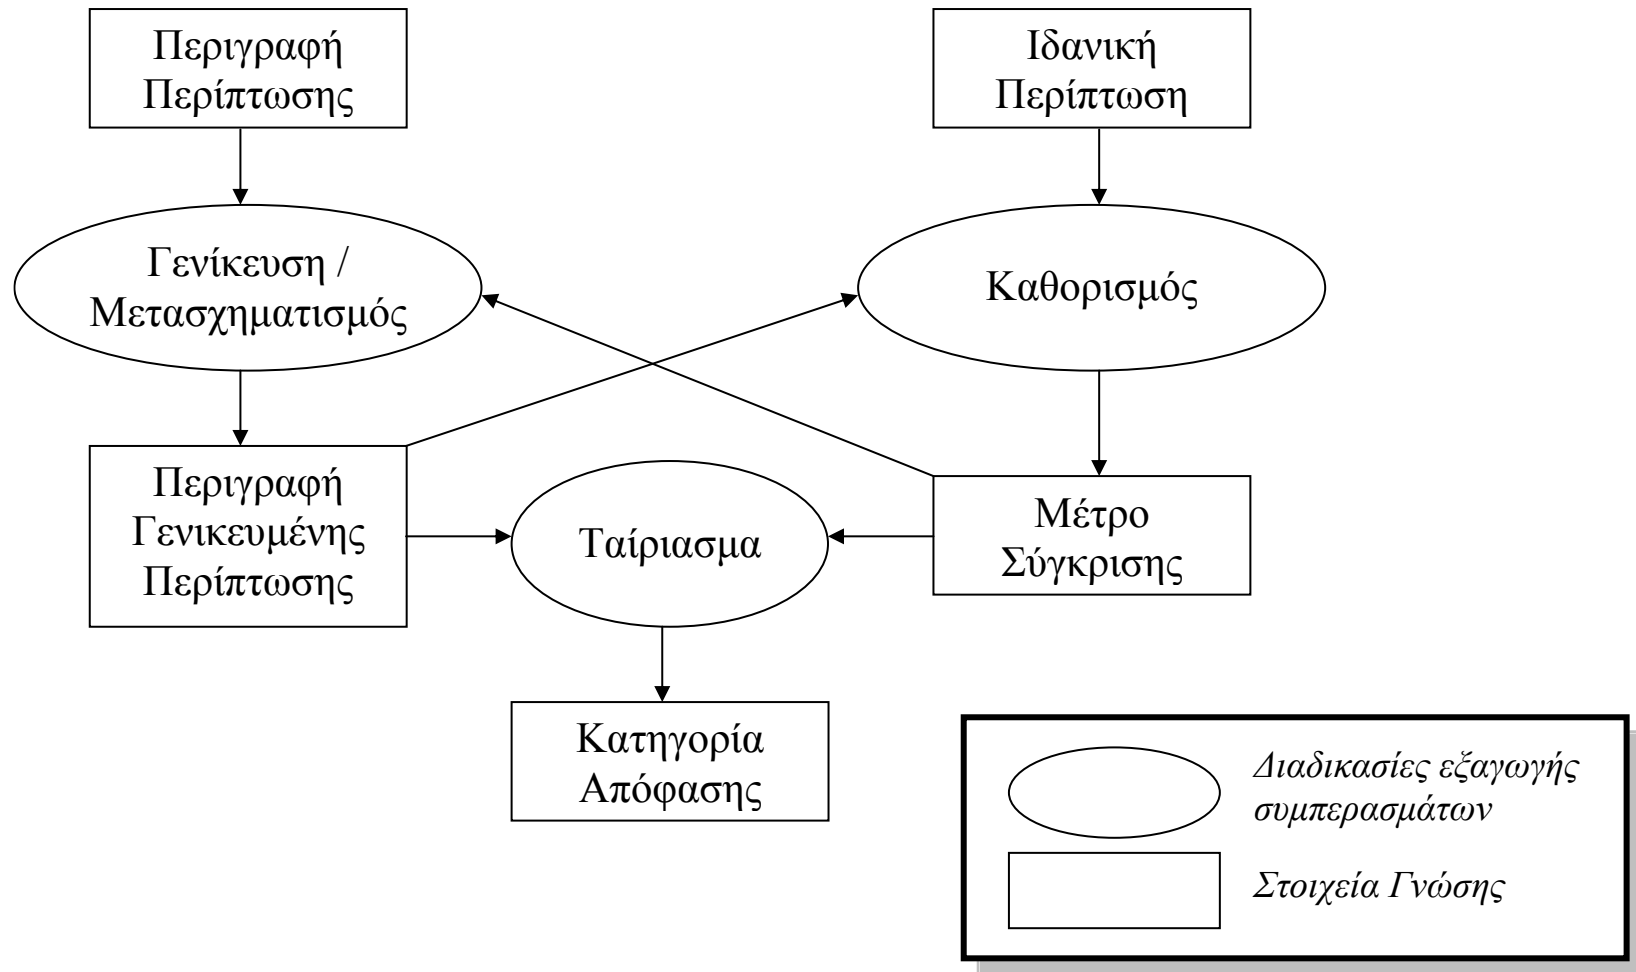 Περιγραφή
Περίπτωσης
Ιδανική
Περίπτωση
Γενίκευση /
Μετασχηματισμός
Καθορισμός
Περιγραφή
Γενικευμένης
Περίπτωσης
Ταίριασμα
Μέτρο
Σύγκρισης
Κατηγορία
Απόφασης
Διαδικασίες εξαγωγής
συμπερασμάτων
Στοιχεία Γνώσης